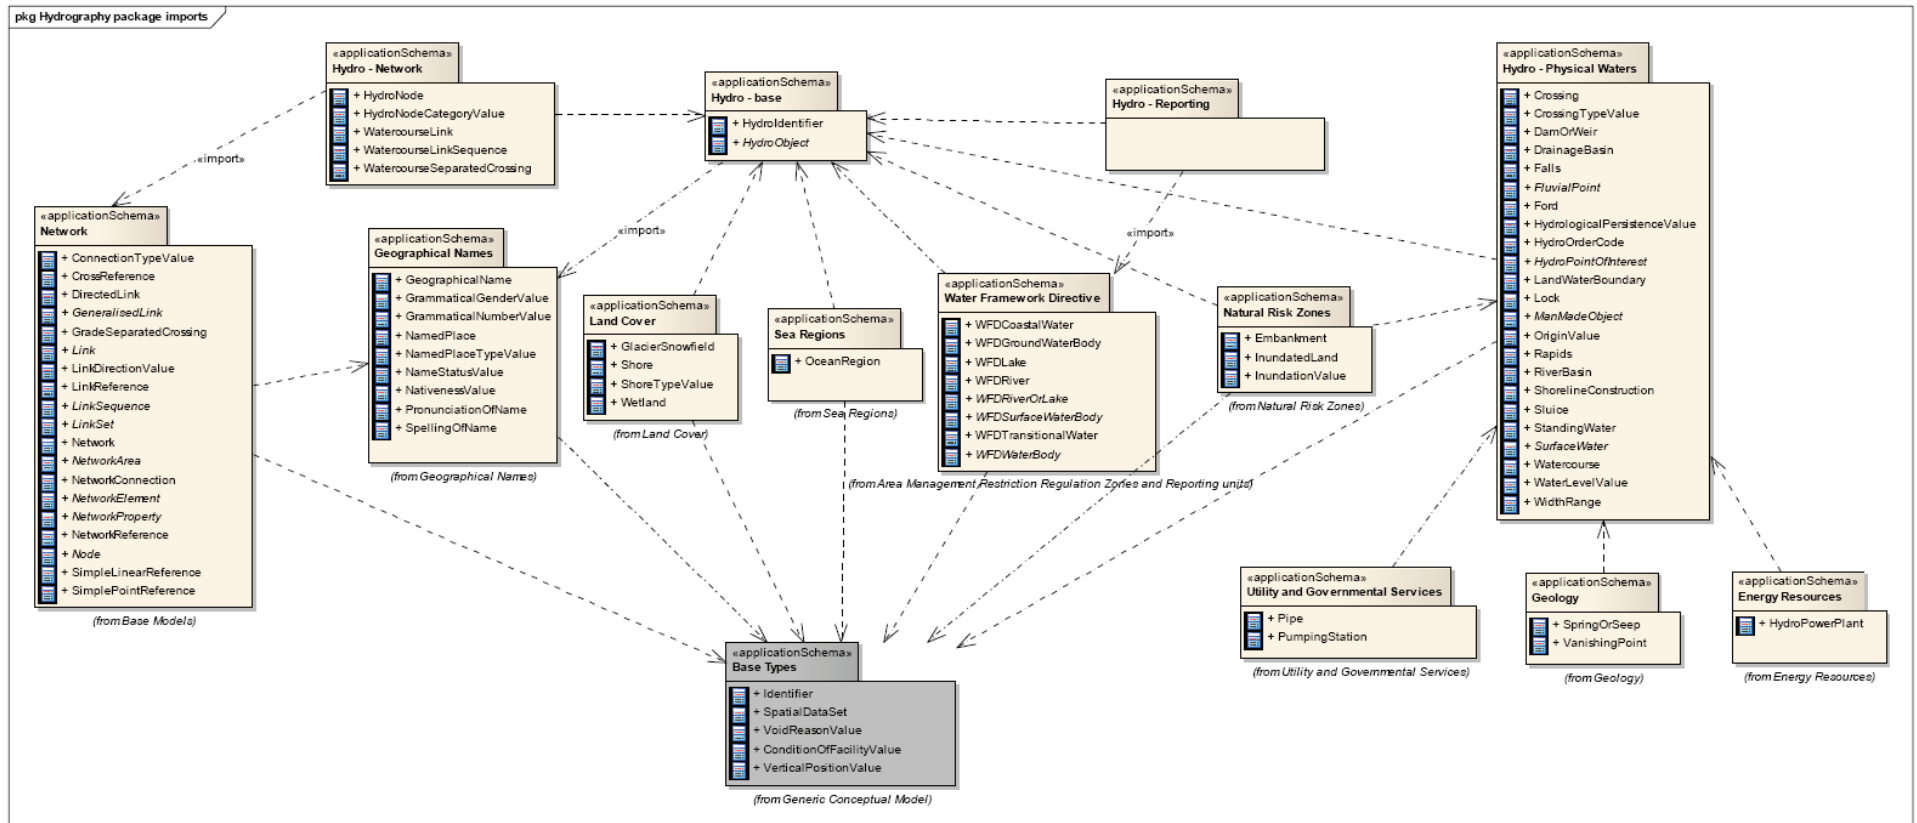 pkg Hydrography package imports
«applicationSchema»
Hydro - Network
+ HydroNode
+ HydroNodeCategoryValue
+ WatercourseLink
+ WatercourseLinkSequence
+ WatercourseSeparatedCrossing
«applicationSchema»
Hydro - base
+ HydroIdentifier
+ HydroObject
«applicationSchema»
Hydro - Reporting
«applicationSchema»
Hydro - Physical Waters
+ Crossing
+ CrossingTypeValue
+ DamOrWeir
+ DrainageBasin
+ Falls
+ FluvialPoint
+ Ford
+ HydrologicalPersistenceValue
+ HydroOrderCode
+ HydroPointOfInterest
+ LandWaterBoundary
+ Lock
+ ManMadeObject
+ OriginValue
+ Rapids
+ RiverBasin
+ ShorelineConstruction
+ Sluice
+ StandingWater
+ SurfaceWater
+ Watercourse
+ WaterLevelValue
+ WidthRange
«import»
«import»
«import»
«applicationSchema»
Network
+ ConnectionTypeValue
+ CrossReference
+ DirectedLink
+ GeneralisedLink
+ GradeSeparatedCrossing
+ Link
+ LinkDirectionValue
+ LinkReference
+ LinkSequence
+ LinkSet
+ Network
+ NetworkArea
+ NetworkConnection
+ NetworkElement
+ NetworkProperty
+ NetworkReference
+ Node
+ SimpleLinearReference
+ SimplePointReference
(from Base Models)
«applicationSchema»
Geographical Names
+ GeographicalName
+ GrammaticalGenderValue
+ GrammaticalNumberValue
+ NamedPlace
+ NamedPlaceTypeValue
+ NameStatusValue
+ NativenessValue
+ PronunciationOfName
+ SpellingOfName
(from Geographical Names)
«applicationSchema»
Land Cover
+ GlacierSnowfield
+ Shore
+ ShoreTypeValue
+ Wetland
(from Land Cover)
«applicationSchema»
Sea Regions
+ OceanRegion
(from Sea Regions)
«applicationSchema»
Water Framework Directive
+ WFDCoastalWater
+ WFDGroundWaterBody
+ WFDLake
+ WFDRiver
+ WFDRiverOrLake
+ WFDSurfaceWaterBody
+ WFDTransitionalWater
+ WFDWaterBody
(from Area Management Restriction Regulation Zones and Reporting units)
«applicationSchema»
Natural Risk Zones
+ Embankment
+ InundatedLand
+ InundationValue
(from Natural Risk Zones)
«applicationSchema»
Base Types
+ Identifier
+ SpatialDataSet
+ VoidReasonValue
+ ConditionOfFacilityValue
+ VerticalPositionValue
(from Generic Conceptual Model)
«applicationSchema»
Utility and Governmental Services
+ Pipe
+ PumpingStation
(from Utility and Governmental Services)
«applicationSchema»
Geology
+ SpringOrSeep
+ VanishingPoint
(from Geology)
«applicationSchema»
Energy Resources
+ HydroPowerPlant
(from Energy Resources)